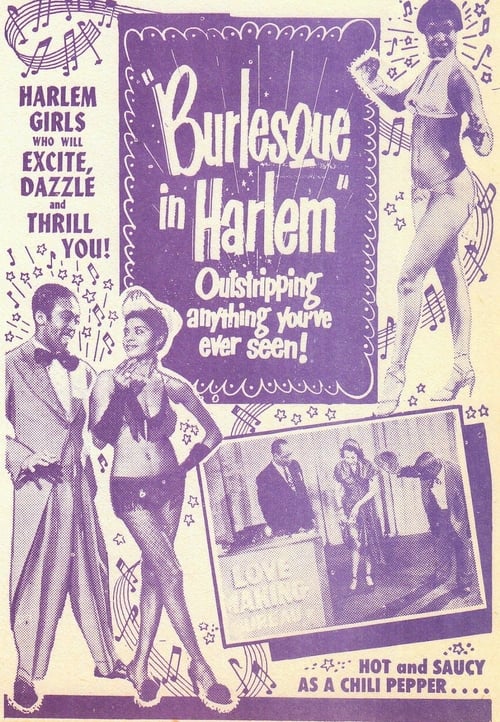 HARLEM
GIRLS
WHO WILL
EXCITE,
DAZZLE
and
THRILL
YOU!
"Burlesque
in Harlem"
Outstripping
anything you've
ever seen!
LOVE
MAKING
BUREAU
HOT and SAUCY
AS A CHILI PEPPER....